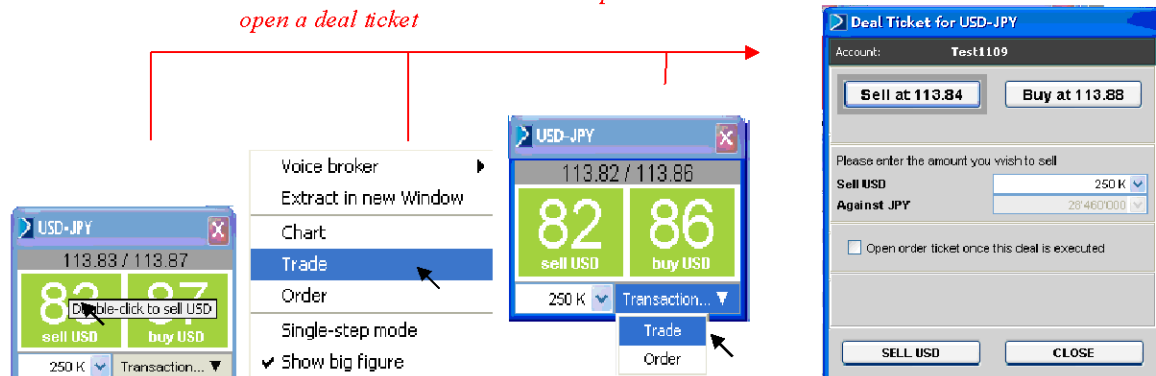 open a deal ticket
USD-JPY
113.83 / 113.87
87
Double-click to sell USD
sell USD
buy USD
250 K
Transaction...
Voice broker
Extract in new Window
Chart
Trade
Order
Single-step mode
Show big figure
USD-JPY
113.82 / 113.86
82
86
sell USD
buy USD
250 K
Transaction...
Trade
Order
Deal Ticket for USD-JPY
Account: Test1109
Sell at 113.84
Buy at 113.88
Please enter the amount you wish to sell
Sell USD
250 K
Against JPY
28'460'000
Open order ticket once this deal is executed
SELL USD
CLOSE